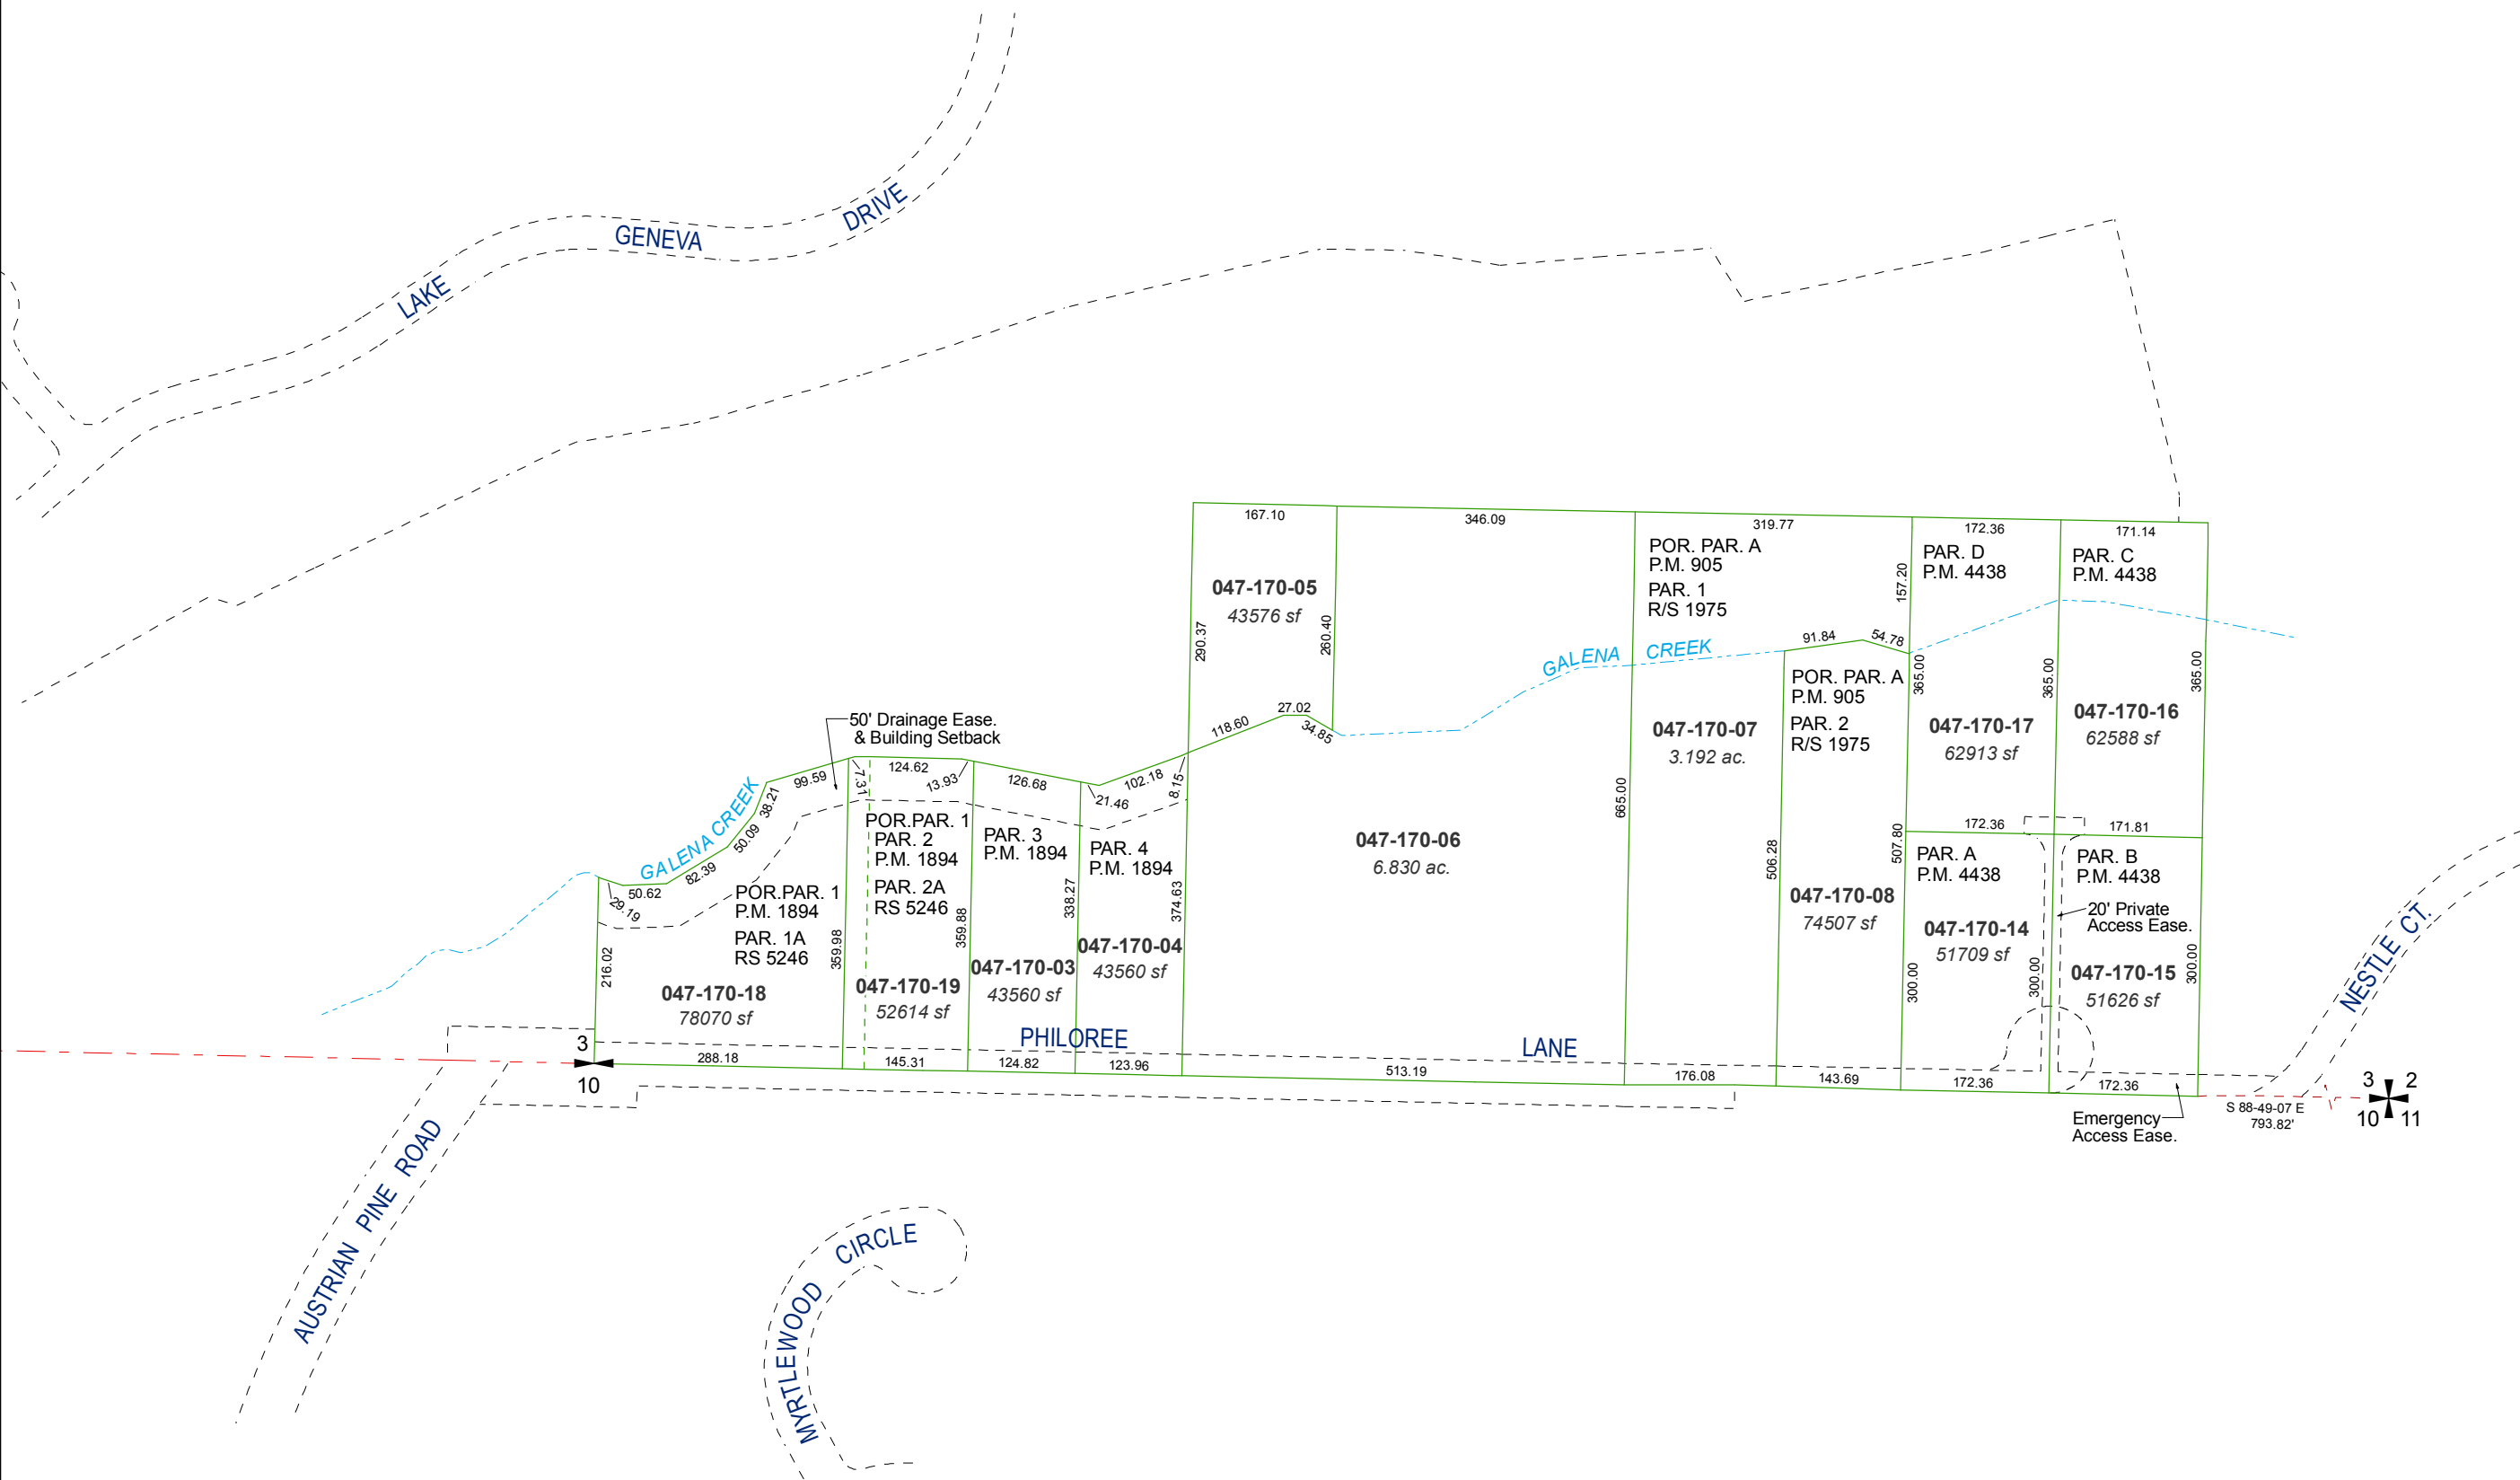 LAKE GENEVA DRIVE
167.10
346.09
319.77
172.36
171.14
047-170-05
43576 sf
290.37
260.40
118.60
27.02
34.85
POR. PAR. A
P.M. 905
PAR. 1
R/S 1975
157.20
PAR. D
P.M. 4438
PAR. C
P.M. 4438
GALENA CREEK
91.84
54.78
POR. PAR. A
P.M. 905
PAR. 2
R/S 1975
365.00
365.00
365.00
047-170-07
3.192 ac.
047-170-17
62913 sf
047-170-16
62588 sf
50' Drainage Ease.
& Building Setback
GALENA CREEK
29.19
50.62
82.39
50.09
38.21
99.59
7.31
124.62
13.93
126.68
21.46
102.18
8.15
POR.PAR. 1
P.M. 1894
PAR. 1A
RS 5246
POR.PAR. 1
PAR. 2
P.M. 1894
PAR. 2A
RS 5246
PAR. 3
P.M. 1894
PAR. 4
P.M. 1894
216.02
359.98
359.88
338.27
374.63
665.00
506.28
507.80
047-170-06
6.830 ac.
172.36
171.81
PAR. A
P.M. 4438
PAR. B
P.M. 4438
20' Private
Access Ease.
047-170-18
78070 sf
047-170-19
52614 sf
047-170-03
43560 sf
047-170-04
43560 sf
047-170-08
74507 sf
047-170-14
51709 sf
047-170-15
51626 sf
300.00
300.00
300.00
PHILOREE LANE
3
10
288.18
145.31
124.82
123.96
513.19
176.08
143.69
172.36
172.36
Emergency
Access Ease.
S 88-49-07 E
793.82'
3 2
10 11
NESTLE CT.
AUSTRIAN PINE ROAD
MYRTLEWOOD CIRCLE